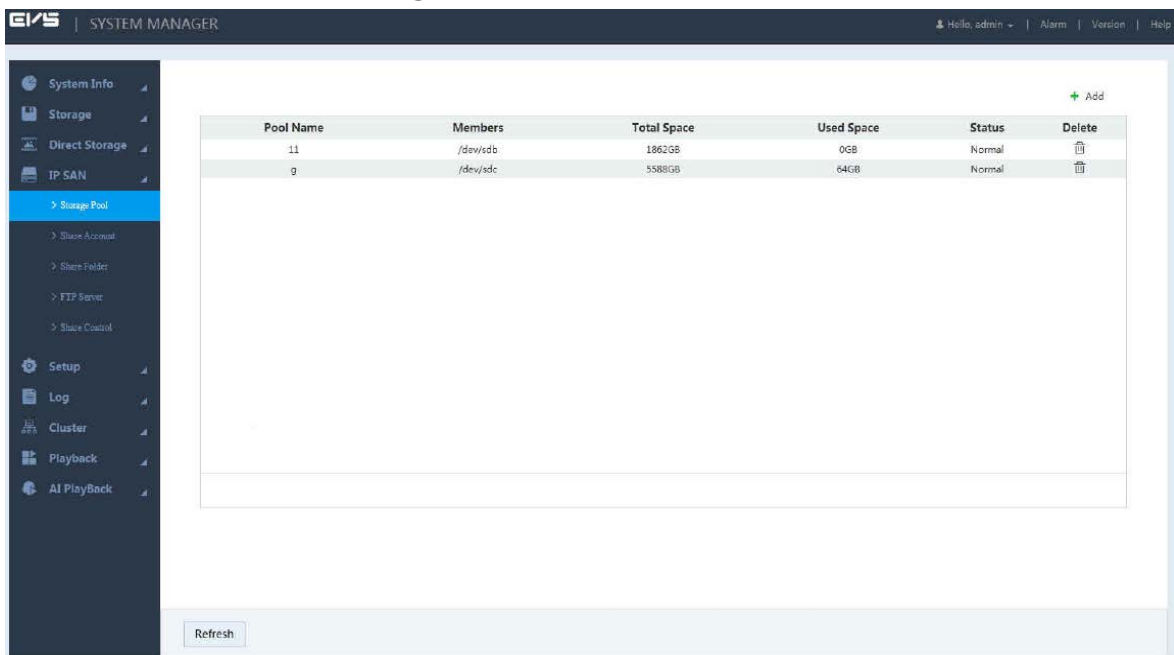 EIVS | SYSTEM MANAGER
Hello, admin | Alarm | Version | Help
System Info
Storage
Direct Storage
IP SAN
> Storage Pool
> Share Account
> Share Folder
> FTP Server
> Share Control
Setup
Log
Cluster
Playback
AI PlayBack
+ Add
Pool Name Members Total Space Used Space Status Delete
11 /dev/sdb 1862GB 0GB Normal
g /dev/sdc 5588GB 64GB Normal
Refresh